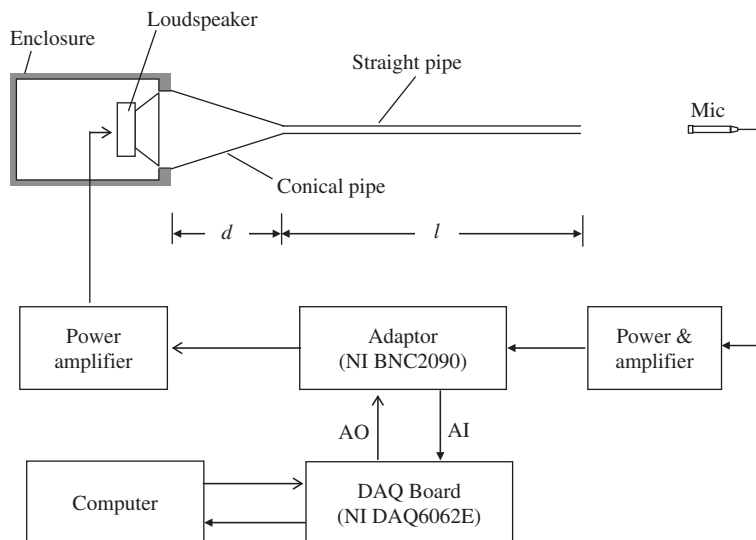 Enclosure
Loudspeaker
Straight pipe
Mic
Conical pipe
d
l
Power
amplifier
Adaptor
(NI BNC2090)
Power &
amplifier
AO
AI
Computer
DAQ Board
(NI DAQ6062E)